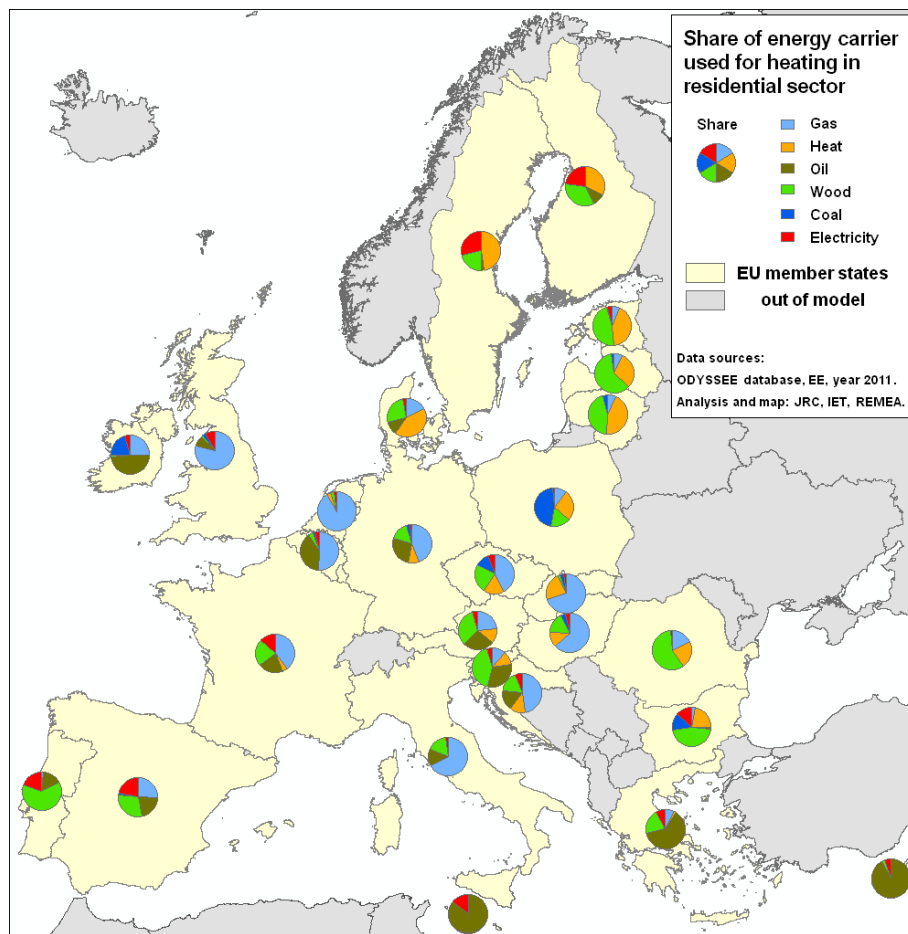 Share of energy carrier
used for heating in
residential sector
Share
Gas
Heat
Oil
Wood
Coal
Electricity
EU member states
out of model
Data sources:
ODYSSEE database, EE, year 2011.
Analysis and map: JRC, IET, REMEA.